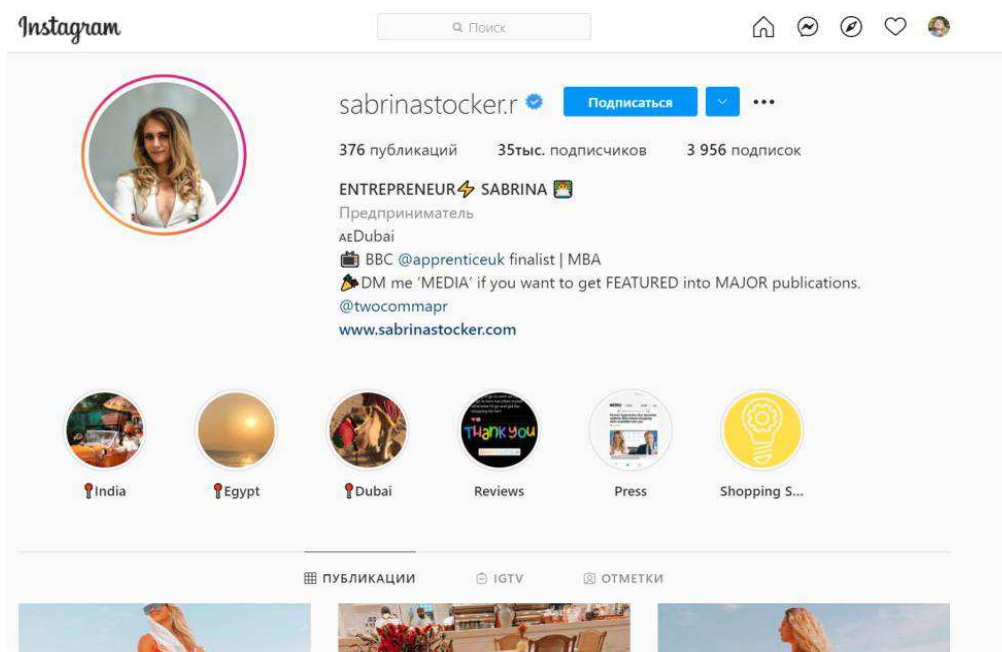 Instagram
Поиск
sabrinastocker.r
Подписаться
376 публикаций 35тыс. подписчиков 3 956 подписок
ENTREPRENEUR⚡ SABRINA
Предприниматель
AEDubai
BBC @apprenticeuk finalist | MBA
DM me 'MEDIA' if you want to get FEATURED into MAJOR publications.
@twocommapr
www.sabrinastocker.com
THANK YOU
India Egypt Dubai Reviews Press Shopping S...
ПУБЛИКАЦИИ IGTV ОТМЕТКИ